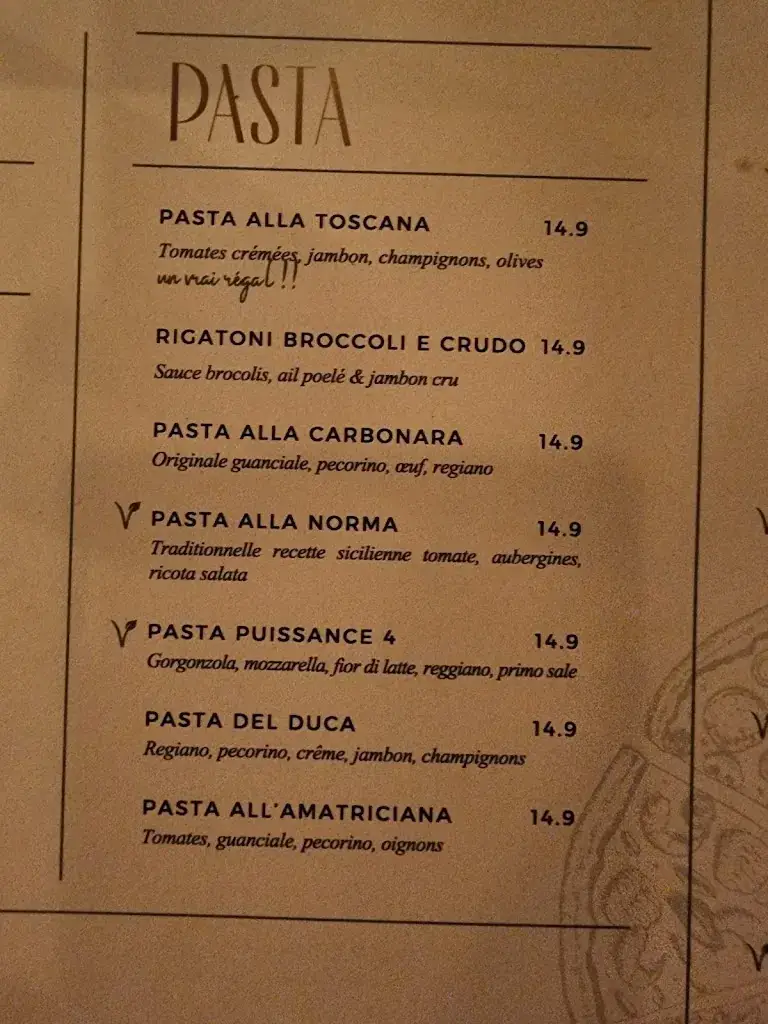 PASTA
PASTA ALLA TOSCANA 14.9
Tomates crémées, jambon, champignons, olives
un vrai régal !!
RIGATONI BROCCOLI E CRUDO 14.9
Sauce brocolis, ail poelé & jambon cru
PASTA ALLA CARBONARA 14.9
Originale guanciale, pecorino, œuf, regiano
PASTA ALLA NORMA 14.9
Traditionnelle recette sicilienne tomate, aubergines,
ricota salata
PASTA PUISSANCE 4 14.9
Gorgonzola, mozzarella, fior di latte, reggiano, primo sale
PASTA DEL DUCA 14.9
Regiano, pecorino, crême, jambon, champignons
PASTA ALL'AMATRICIANA 14.9
Tomates, guanciale, pecorino, oignons